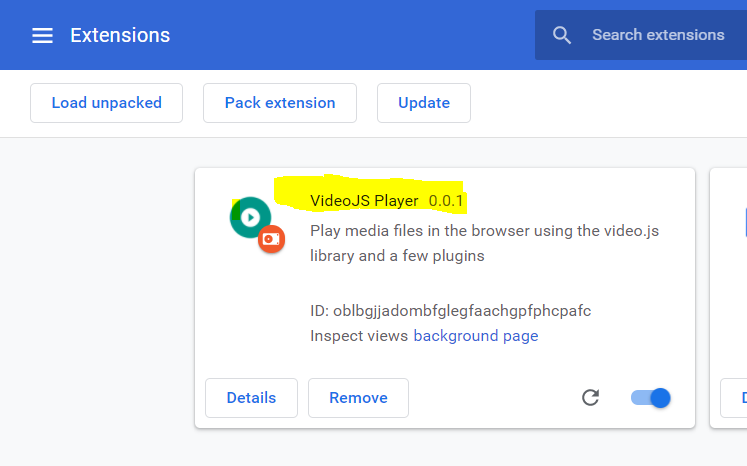 Extensions
Search extensions
Load unpacked
Pack extension
Update
VideoJS Player 0.0.1
Play media files in the browser using the video.js
library and a few plugins
ID: oblbgjjadombfglegfaachgpfphcpafc
Inspect views background page
Details
Remove